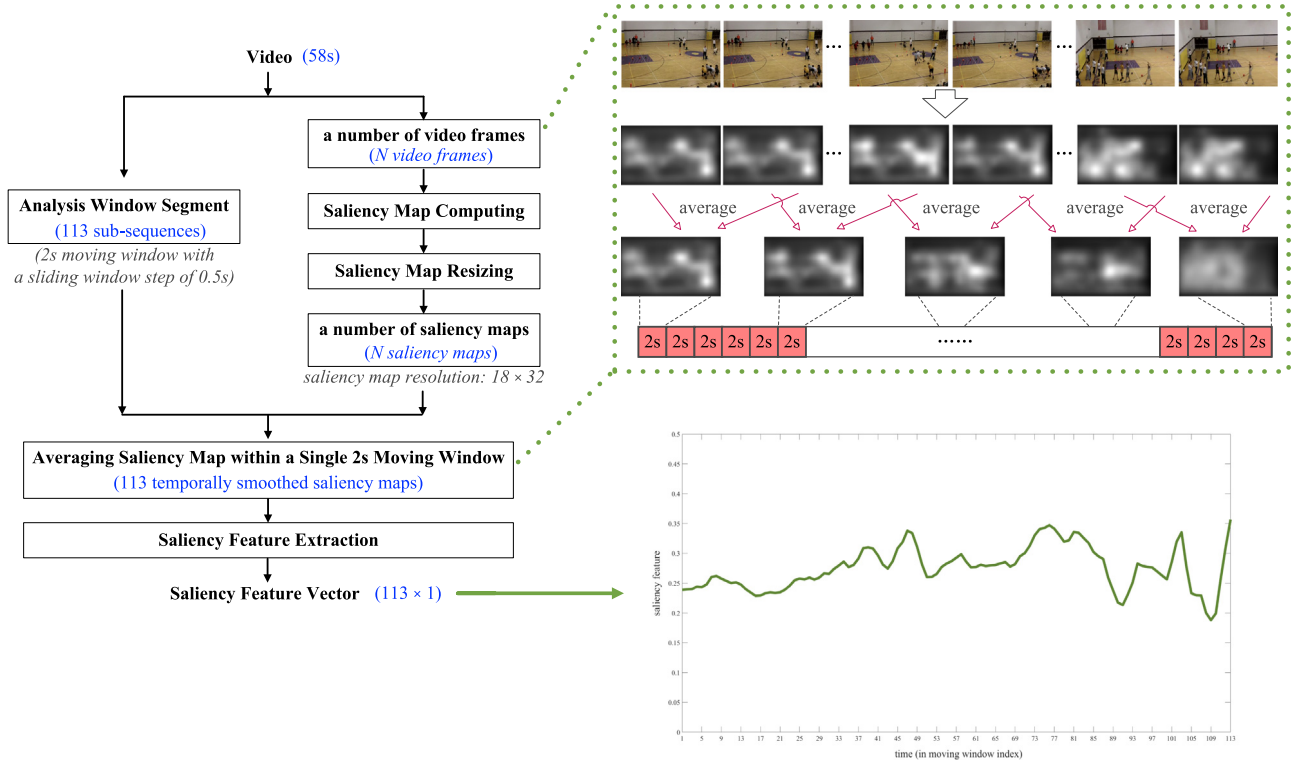 Video (58s)
a number of video frames
(N video frames)
Analysis Window Segment
(113 sub-sequences)
(2s moving window with
a sliding window step of 0.5s)
Saliency Map Computing
Saliency Map Resizing
a number of saliency maps
(N saliency maps)
saliency map resolution: 18 × 32
Averaging Saliency Map within a Single 2s Moving Window
(113 temporally smoothed saliency maps)
Saliency Feature Extraction
Saliency Feature Vector (113 × 1)
... ...
... ...
average average average average average
2s 2s 2s 2s 2s 2s ...... 2s 2s 2s 2s
0.5
0.45
0.4
0.35
0.3
0.25
0.2
0.15
0.1
0.05
0
saliency feature
1 5 9 13 17 21 25 29 33 37 41 45 49 53 57 61 65 69 73 77 81 85 89 93 97 101 105 109 113
time (in moving window index)